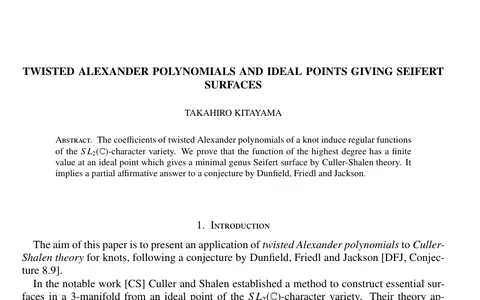 TWISTED ALEXANDER POLYNOMIALS AND IDEAL POINTS GIVING SEIFERT
SURFACES
TAKAHIRO KITAYAMA
Abstract. The coefficients of twisted Alexander polynomials of a knot induce regular functions
of the SL₂(ℂ)-character variety. We prove that the function of the highest degree has a finite
value at an ideal point which gives a minimal genus Seifert surface by Culler-Shalen theory. It
implies a partial affirmative answer to a conjecture by Dunfield, Friedl and Jackson.
1. Introduction
The aim of this paper is to present an application of twisted Alexander polynomials to Culler-
Shalen theory for knots, following a conjecture by Dunfield, Friedl and Jackson [DFJ, Conjec-
ture 8.9].
In the notable work [CS] Culler and Shalen established a method to construct essential sur-
faces in a 3-manifold from an ideal point of the SL₂(ℂ)-character variety. Their theory ap-